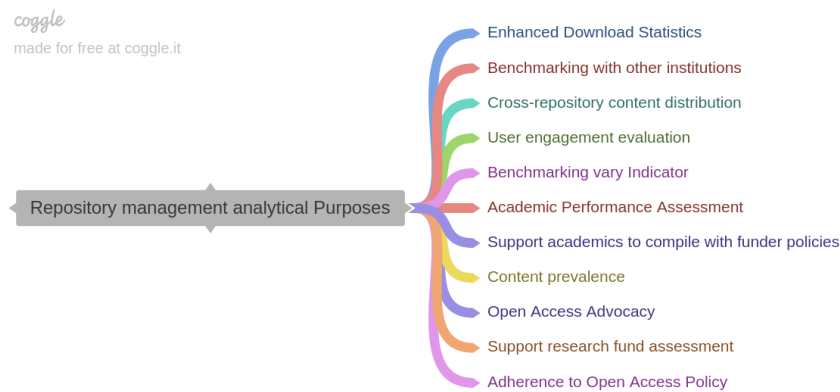 coggle
made for free at coggle.it
Enhanced Download Statistics
Benchmarking with other institutions
Cross-repository content distribution
User engagement evaluation
Benchmarking vary Indicator
Repository management analytical Purposes
Academic Performance Assessment
Support academics to compile with funder policies
Content prevalence
Open Access Advocacy
Support research fund assessment
Adherence to Open Access Policy